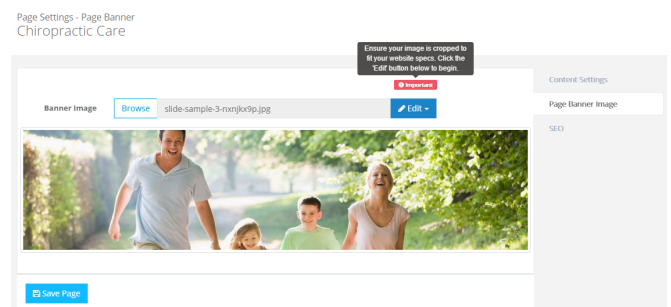 Page Settings - Page Banner
Chiropractic Care
Ensure your image is cropped to
fit your website specs. Click the
'Edit' button below to begin.
Important
Banner Image
Browse
slide-sample-3-nxnjkx9p.jpg
Edit
Content Settings
Page Banner Image
SEO
Save Page